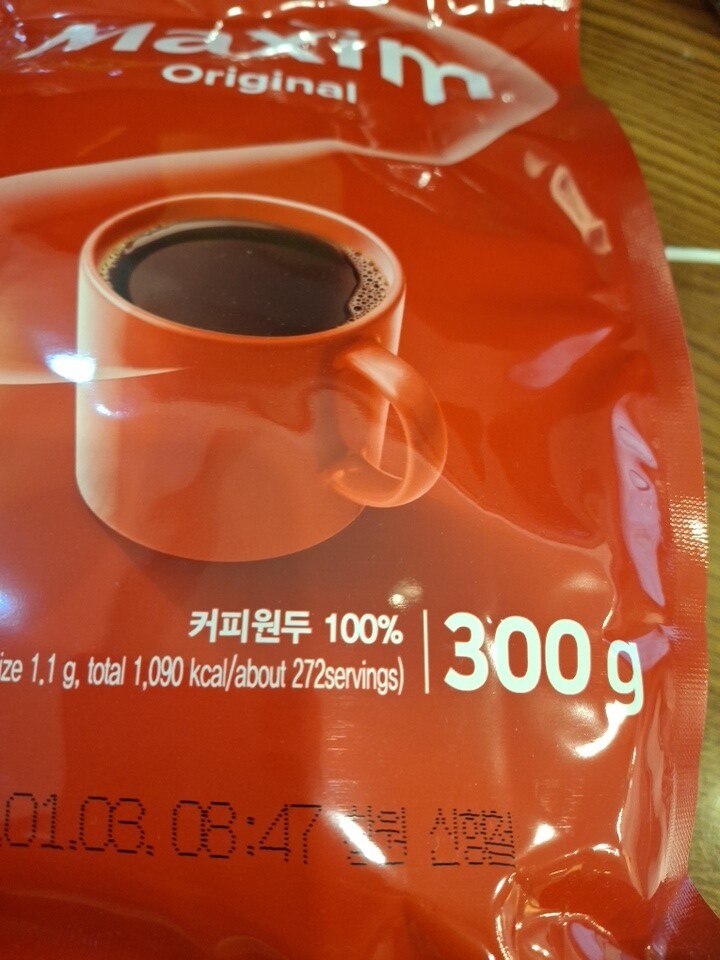 Maxim
Original
커피원두 100%
ize 1.1 g, total 1,090 kcal/about 272servings)
300 g
.01.03. 08:47